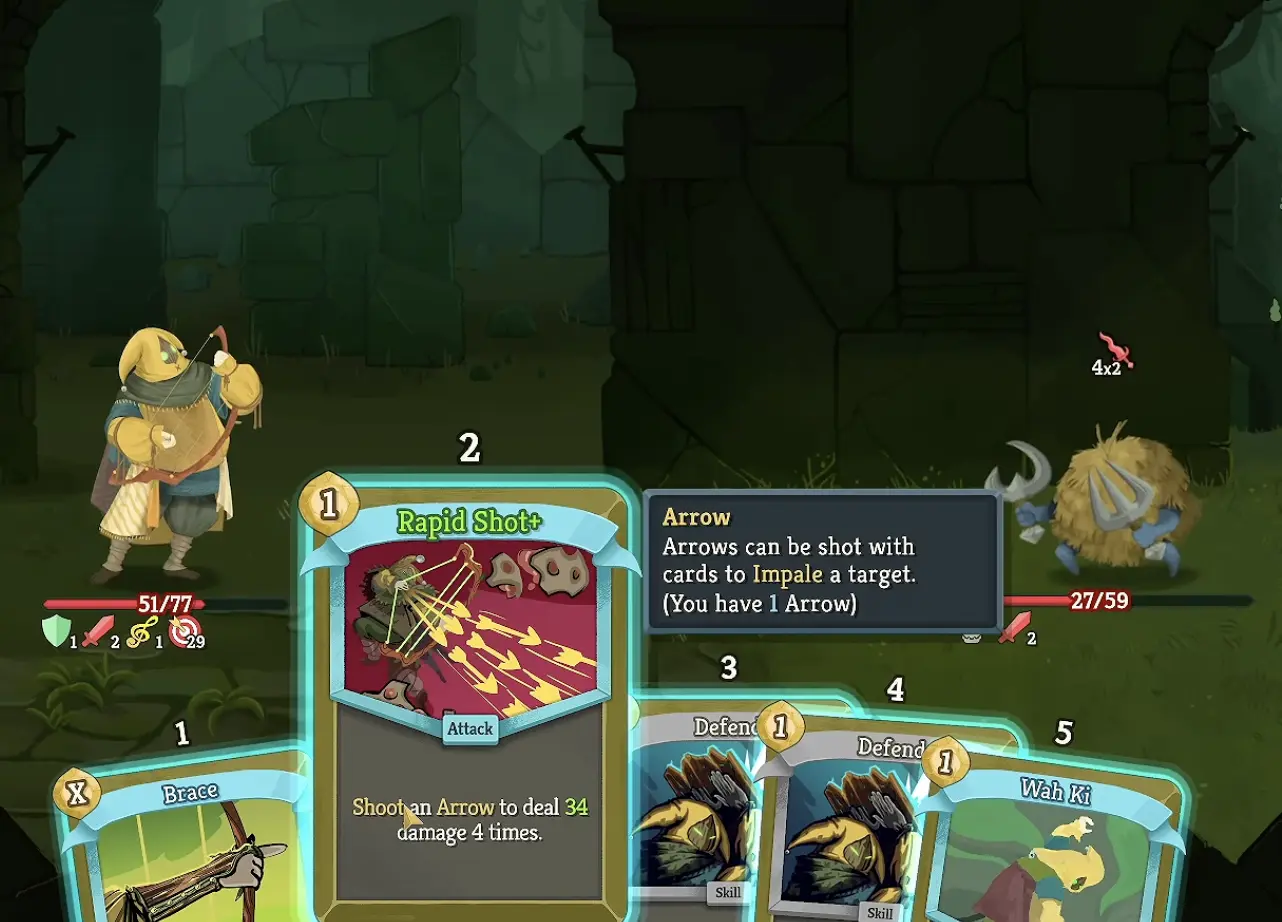 4x2
2
1
Rapid Shot+
Arrow
Arrows can be shot with
cards to Impale a target.
(You have 1 Arrow)
51/77
27/59
1
2
1
29
2
Attack
Shoot an Arrow to deal 34
damage 4 times.
1
X
Brace
3
Defend
Skill
4
1
Defend
Skill
5
1
Wah Ki